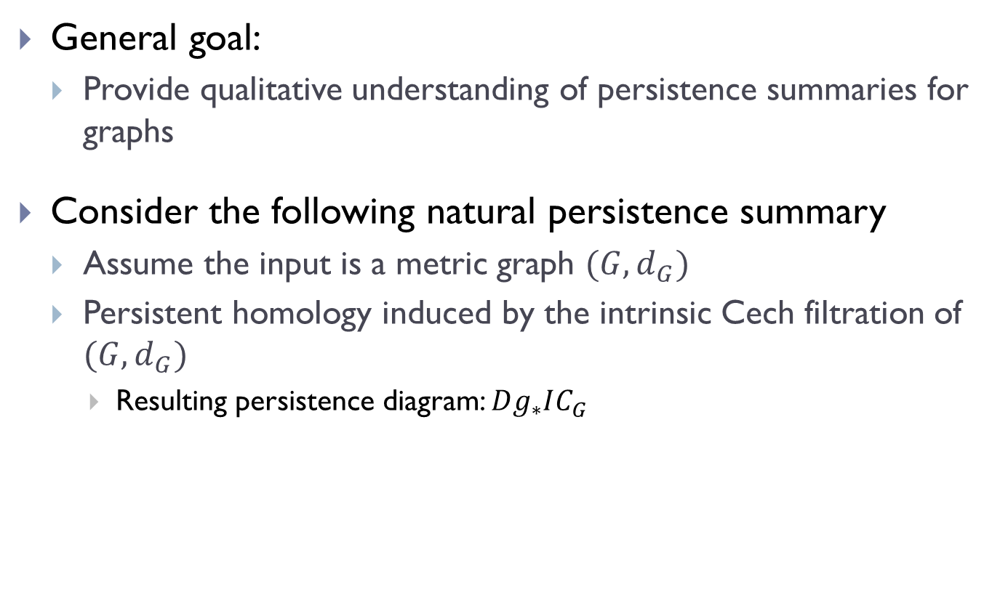 General goal:
Provide qualitative understanding of persistence summaries for
graphs
Consider the following natural persistence summary
Assume the input is a metric graph (G, d_G)
Persistent homology induced by the intrinsic Cech filtration of
(G, d_G)
Resulting persistence diagram: Dg_*IC_G